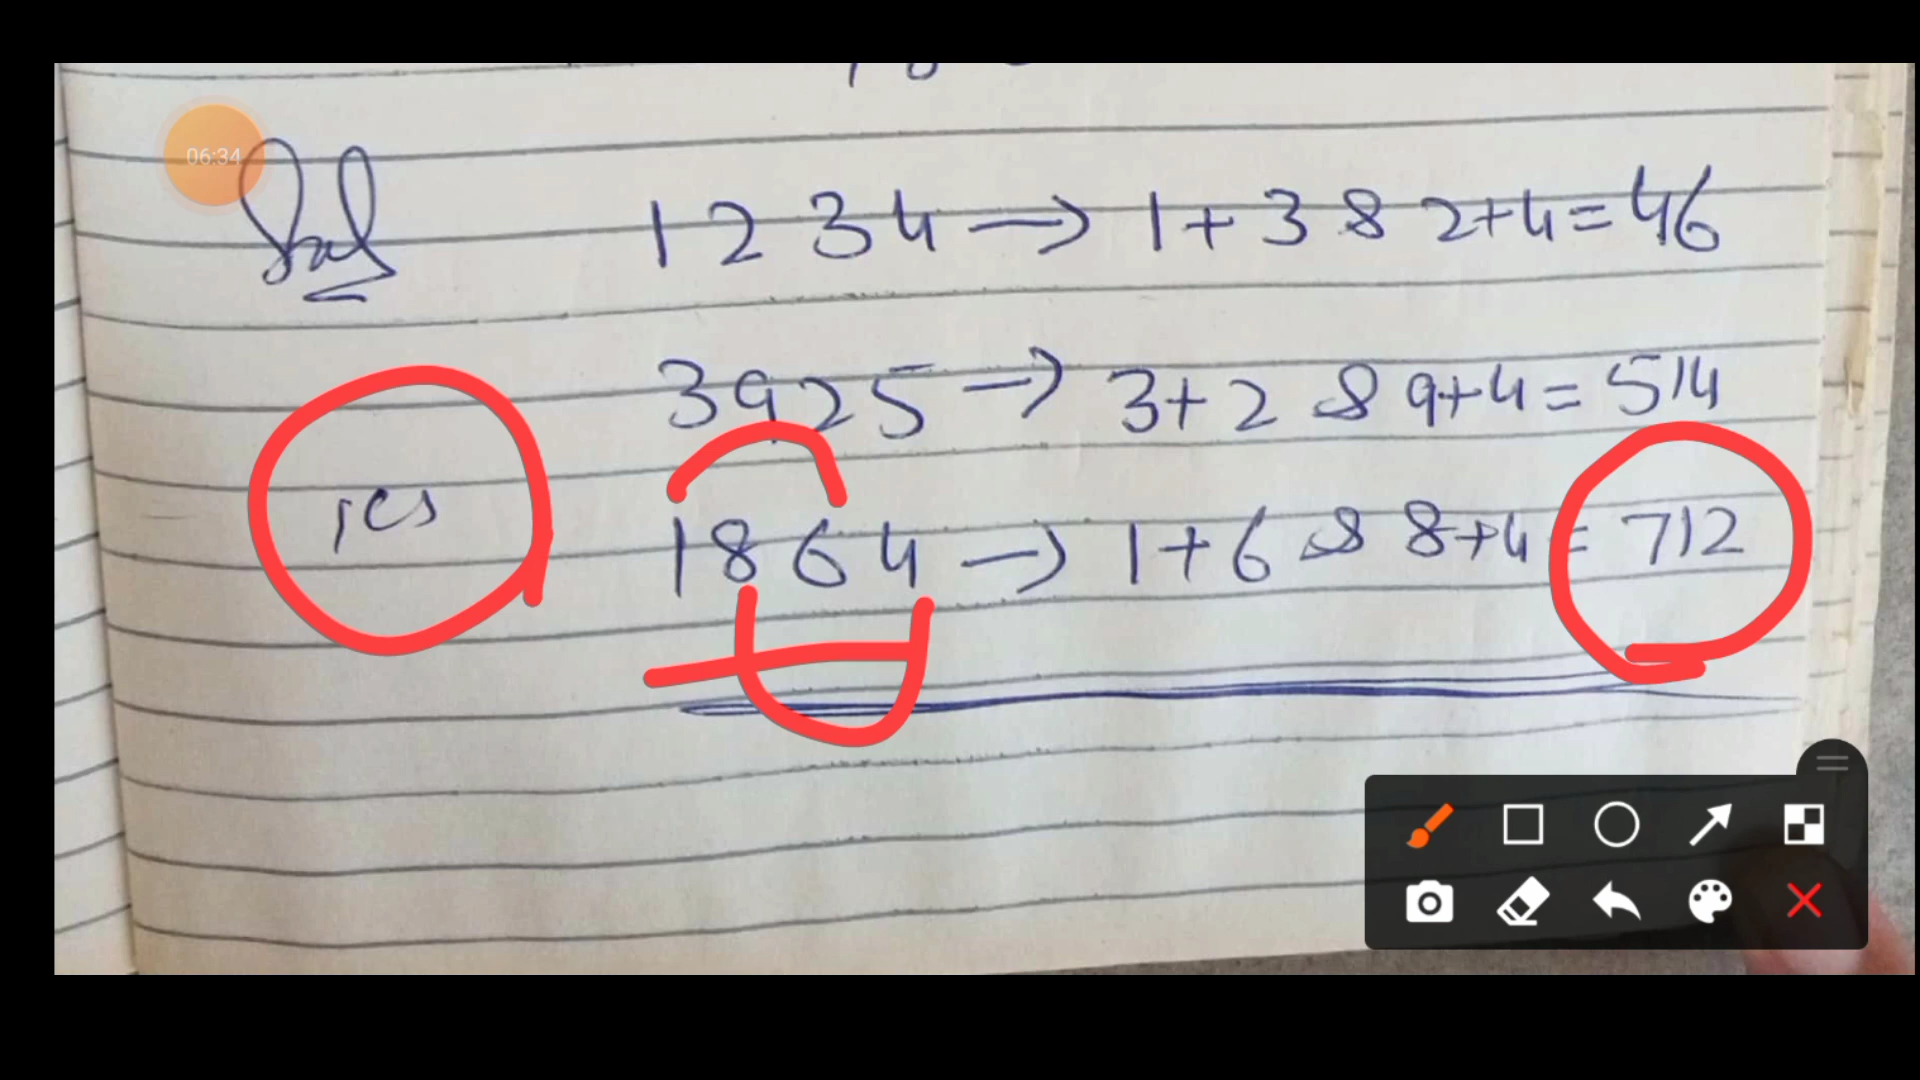 06:34
Sol 1234 → 1+3 & 2+4 = 46
3925 → 3+2 & 9+4 = 514
yes 1864 → 1+6 & 8+4 = 712